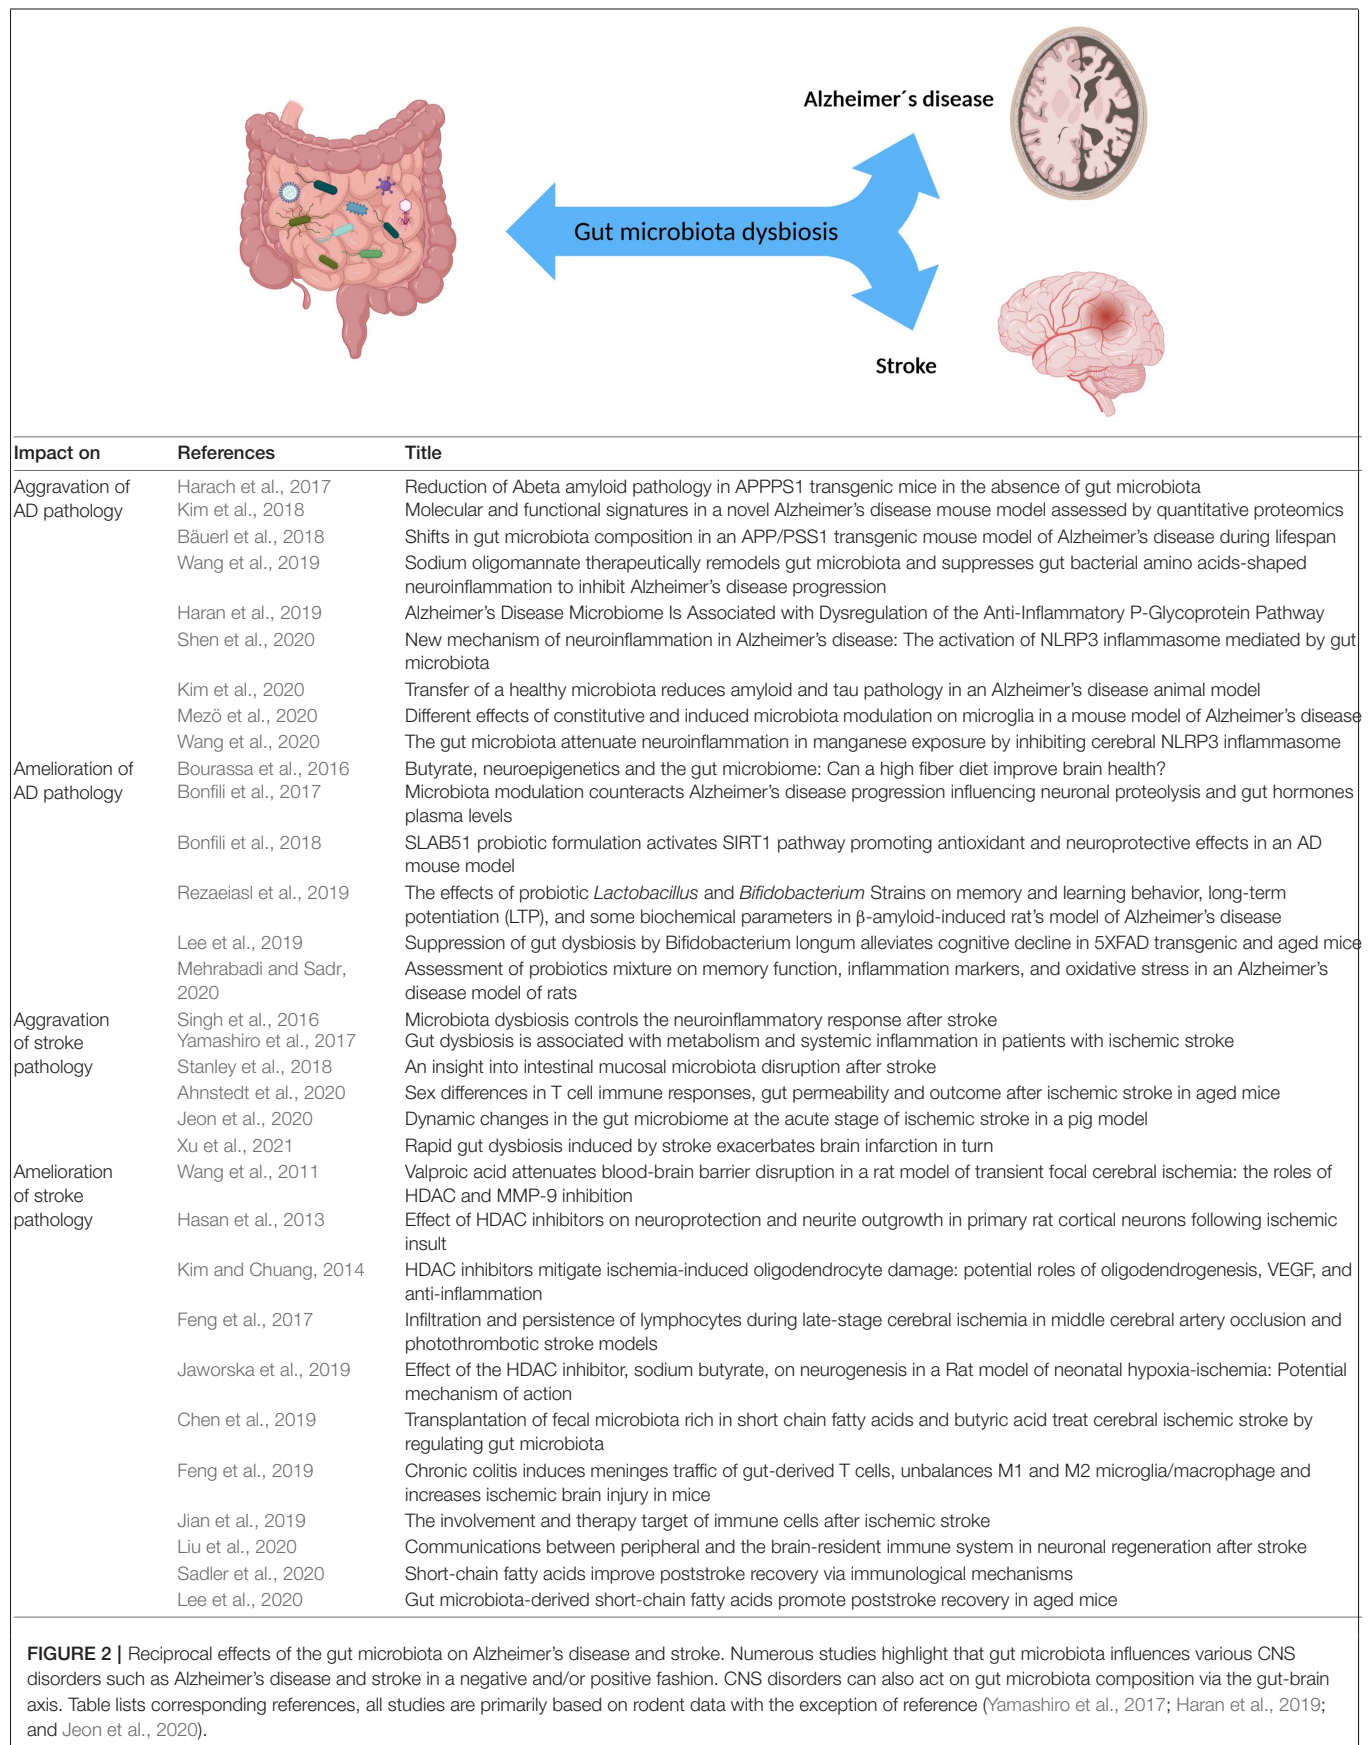 Alzheimer´s disease
Gut microbiota dysbiosis
Stroke
Impact on References Title
Aggravation of Harach et al., 2017 Reduction of Abeta amyloid pathology in APPPS1 transgenic mice in the absence of gut microbiota
AD pathology Kim et al., 2018 Molecular and functional signatures in a novel Alzheimer's disease mouse model assessed by quantitative proteomics
Bäuerl et al., 2018 Shifts in gut microbiota composition in an APP/PSS1 transgenic mouse model of Alzheimer's disease during lifespan
Wang et al., 2019 Sodium oligomannate therapeutically remodels gut microbiota and suppresses gut bacterial amino acids-shaped
neuroinflammation to inhibit Alzheimer's disease progression
Haran et al., 2019 Alzheimer's Disease Microbiome Is Associated with Dysregulation of the Anti-Inflammatory P-Glycoprotein Pathway
Shen et al., 2020 New mechanism of neuroinflammation in Alzheimer's disease: The activation of NLRP3 inflammasome mediated by gut
microbiota
Kim et al., 2020 Transfer of a healthy microbiota reduces amyloid and tau pathology in an Alzheimer's disease animal model
Mezö et al., 2020 Different effects of constitutive and induced microbiota modulation on microglia in a mouse model of Alzheimer's disease
Wang et al., 2020 The gut microbiota attenuate neuroinflammation in manganese exposure by inhibiting cerebral NLRP3 inflammasome
Amelioration of Bourassa et al., 2016 Butyrate, neuroepigenetics and the gut microbiome: Can a high fiber diet improve brain health?
AD pathology Bonfili et al., 2017 Microbiota modulation counteracts Alzheimer's disease progression influencing neuronal proteolysis and gut hormones
plasma levels
Bonfili et al., 2018 SLAB51 probiotic formulation activates SIRT1 pathway promoting antioxidant and neuroprotective effects in an AD
mouse model
Rezaeiasl et al., 2019 The effects of probiotic Lactobacillus and Bifidobacterium Strains on memory and learning behavior, long-term
potentiation (LTP), and some biochemical parameters in β-amyloid-induced rat's model of Alzheimer's disease
Lee et al., 2019 Suppression of gut dysbiosis by Bifidobacterium longum alleviates cognitive decline in 5XFAD transgenic and aged mice
Mehrabadi and Sadr, Assessment of probiotics mixture on memory function, inflammation markers, and oxidative stress in an Alzheimer's
2020 disease model of rats
Aggravation Singh et al., 2016 Microbiota dysbiosis controls the neuroinflammatory response after stroke
of stroke Yamashiro et al., 2017 Gut dysbiosis is associated with metabolism and systemic inflammation in patients with ischemic stroke
pathology Stanley et al., 2018 An insight into intestinal mucosal microbiota disruption after stroke
Ahnstedt et al., 2020 Sex differences in T cell immune responses, gut permeability and outcome after ischemic stroke in aged mice
Jeon et al., 2020 Dynamic changes in the gut microbiome at the acute stage of ischemic stroke in a pig model
Xu et al., 2021 Rapid gut dysbiosis induced by stroke exacerbates brain infarction in turn
Amelioration Wang et al., 2011 Valproic acid attenuates blood-brain barrier disruption in a rat model of transient focal cerebral ischemia: the roles of
of stroke HDAC and MMP-9 inhibition
pathology Hasan et al., 2013 Effect of HDAC inhibitors on neuroprotection and neurite outgrowth in primary rat cortical neurons following ischemic
insult
Kim and Chuang, 2014 HDAC inhibitors mitigate ischemia-induced oligodendrocyte damage: potential roles of oligodendrogenesis, VEGF, and
anti-inflammation
Feng et al., 2017 Infiltration and persistence of lymphocytes during late-stage cerebral ischemia in middle cerebral artery occlusion and
photothrombotic stroke models
Jaworska et al., 2019 Effect of the HDAC inhibitor, sodium butyrate, on neurogenesis in a Rat model of neonatal hypoxia-ischemia: Potential
mechanism of action
Chen et al., 2019 Transplantation of fecal microbiota rich in short chain fatty acids and butyric acid treat cerebral ischemic stroke by
regulating gut microbiota
Feng et al., 2019 Chronic colitis induces meninges traffic of gut-derived T cells, unbalances M1 and M2 microglia/macrophage and
increases ischemic brain injury in mice
Jian et al., 2019 The involvement and therapy target of immune cells after ischemic stroke
Liu et al., 2020 Communications between peripheral and the brain-resident immune system in neuronal regeneration after stroke
Sadler et al., 2020 Short-chain fatty acids improve poststroke recovery via immunological mechanisms
Lee et al., 2020 Gut microbiota-derived short-chain fatty acids promote poststroke recovery in aged mice
FIGURE 2 | Reciprocal effects of the gut microbiota on Alzheimer's disease and stroke. Numerous studies highlight that gut microbiota influences various CNS
disorders such as Alzheimer's disease and stroke in a negative and/or positive fashion. CNS disorders can also act on gut microbiota composition via the gut-brain
axis. Table lists corresponding references, all studies are primarily based on rodent data with the exception of reference (Yamashiro et al., 2017; Haran et al., 2019;
and Jeon et al., 2020).